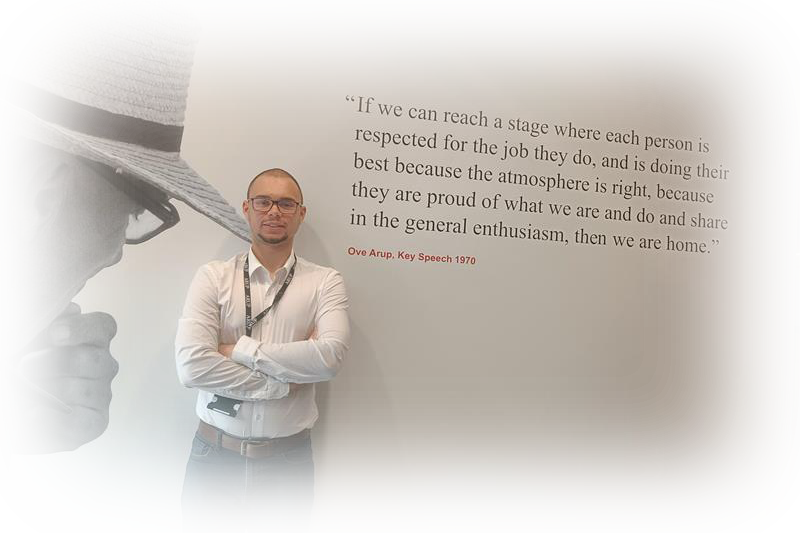 “If we can reach a stage where each person is
respected for the job they do, and is doing their
best because the atmosphere is right, because
they are proud of what we are and do and share
in the general enthusiasm, then we are home.”
Ove Arup, Key Speech 1970